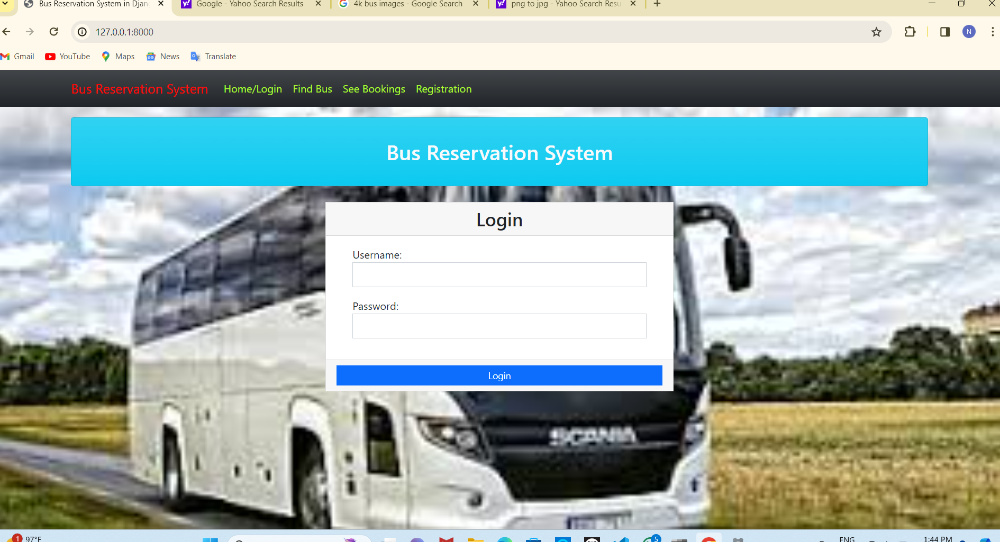 Bus Reservation System in Djan
Google - Yahoo Search Results
4k bus images - Google Search
png to jpg - Yahoo Search Resu
127.0.0.1:8000
N
Gmail YouTube Maps News Translate
Bus Reservation System Home/Login Find Bus See Bookings Registration
Bus Reservation System
Login
Username:
Password:
Login
SCANIA
1 97°F
5
ENG
1:44 PM